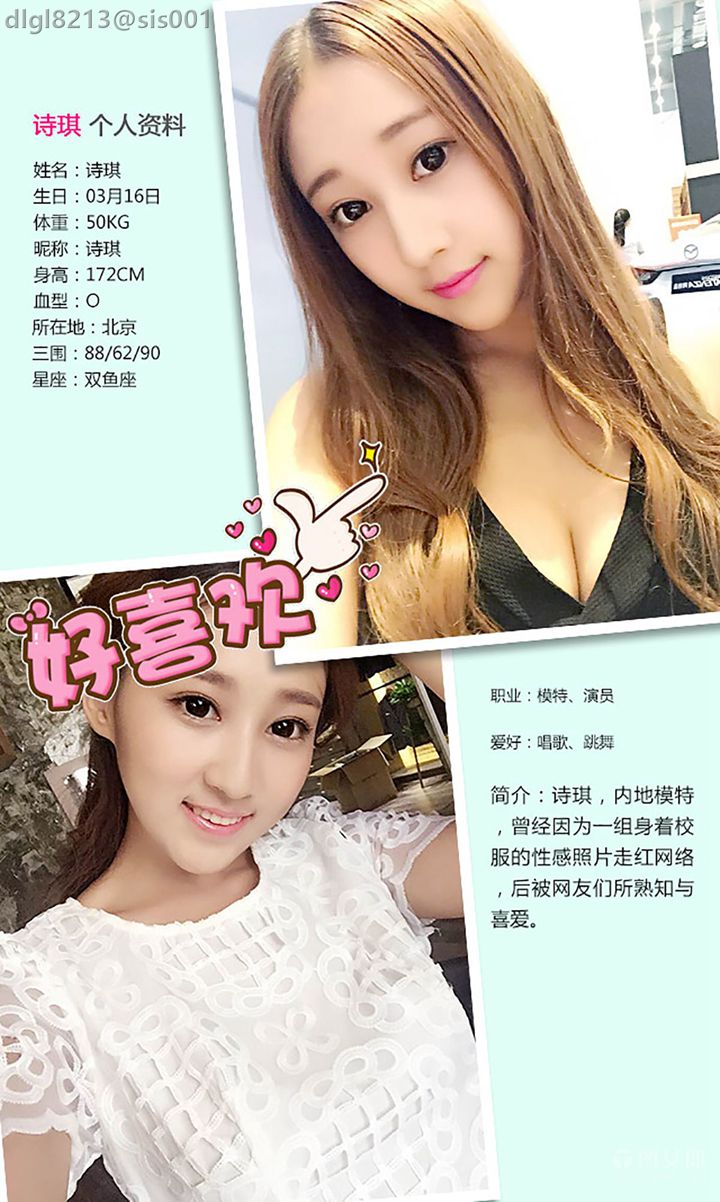 dlgl8213@sis001
诗琪 个人资料
姓名：诗琪
生日：03月16日
体重：50KG
昵称：诗琪
身高：172CM
血型：O
所在地：北京
三围：88/62/90
星座：双鱼座
好喜欢
职业：模特、演员
爱好：唱歌、跳舞
简介：诗琪，内地模特
，曾经因为一组身着校
服的性感照片走红网络
，后被网友们所熟知与
喜爱。